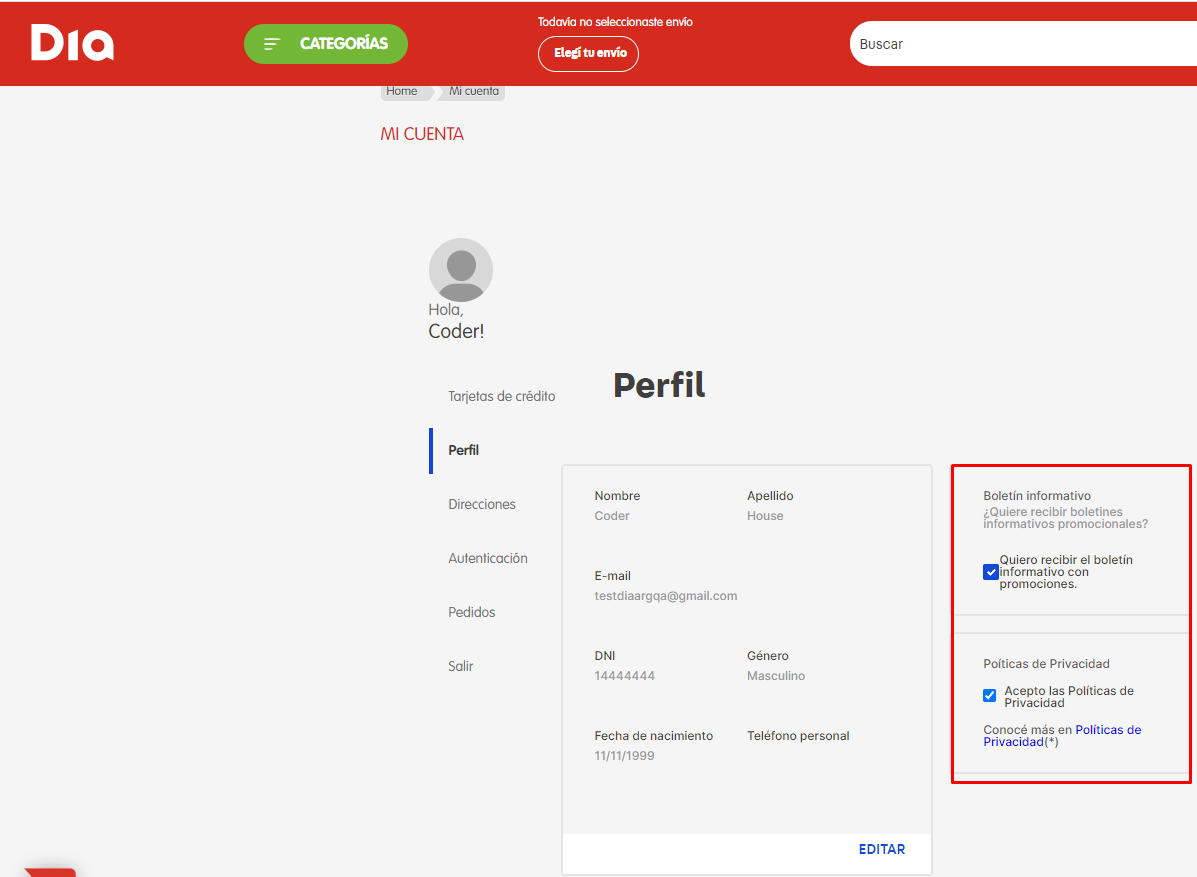 DIa
CATEGORÍAS
Todavía no seleccionaste envío
Elegí tu envío
Buscar
Home
Mi cuenta
MI CUENTA
Hola,
Coder!
Tarjetas de crédito
Perfil
Direcciones
Autenticación
Pedidos
Salir
Perfil
Nombre
Coder
Apellido
House
E-mail
testdiaargqa@gmail.com
DNI
14444444
Género
Masculino
Fecha de nacimiento
11/11/1999
Teléfono personal
EDITAR
Boletín informativo
¿Quiere recibir boletines
informativos promocionales?
Quiero recibir el boletín
informativo con
promociones.
Poíticas de Privacidad
Acepto las Políticas de
Privacidad
Conocé más en Políticas de
Privacidad(*)